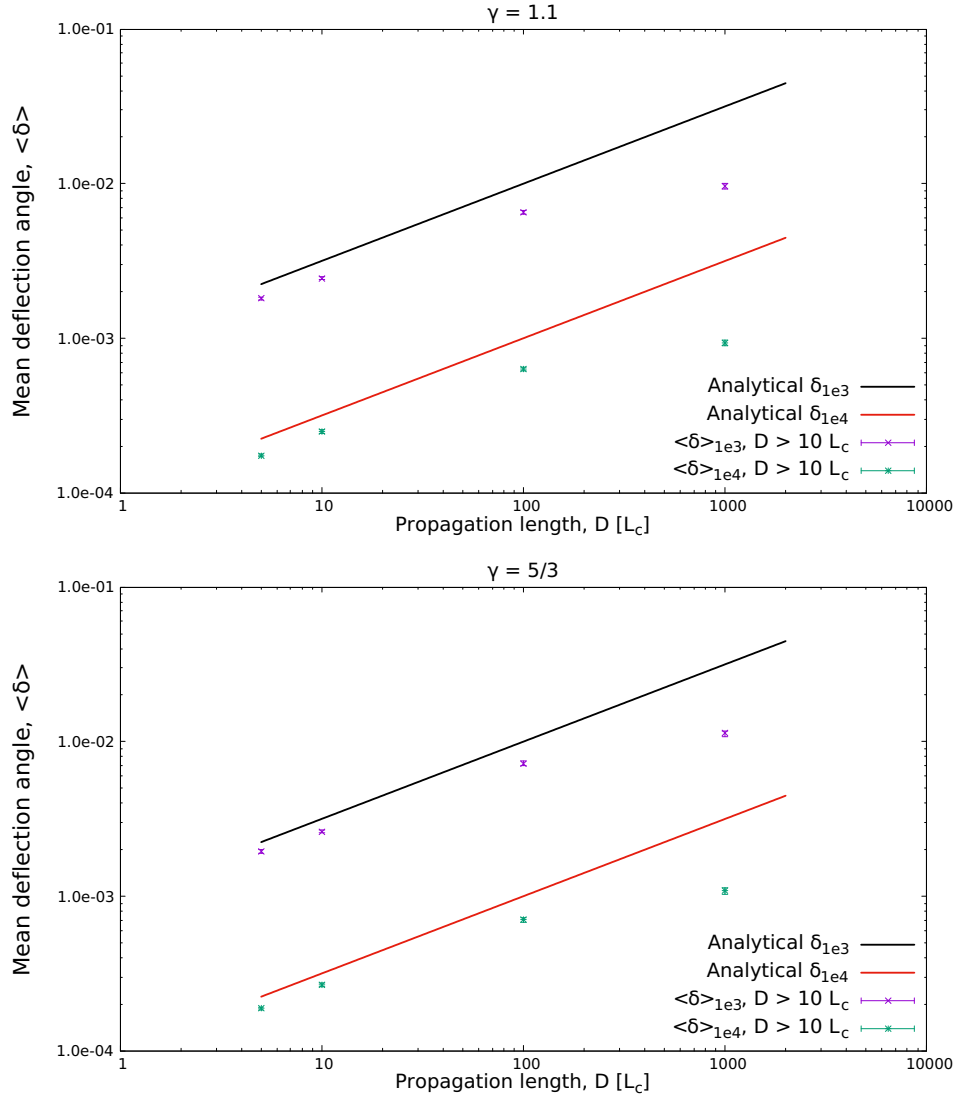 γ = 1.1
1.0e-01
1.0e-02
1.0e-03
1.0e-04
Mean deflection angle, <δ>
Analytical δ1e3
Analytical δ1e4
<δ>1e3, D > 10 Lc
<δ>1e4, D > 10 Lc
1 10 100 1000 10000
Propagation length, D [Lc]
γ = 5/3
1.0e-01
1.0e-02
1.0e-03
1.0e-04
Mean deflection angle, <δ>
Analytical δ1e3
Analytical δ1e4
<δ>1e3, D > 10 Lc
<δ>1e4, D > 10 Lc
1 10 100 1000 10000
Propagation length, D [Lc]